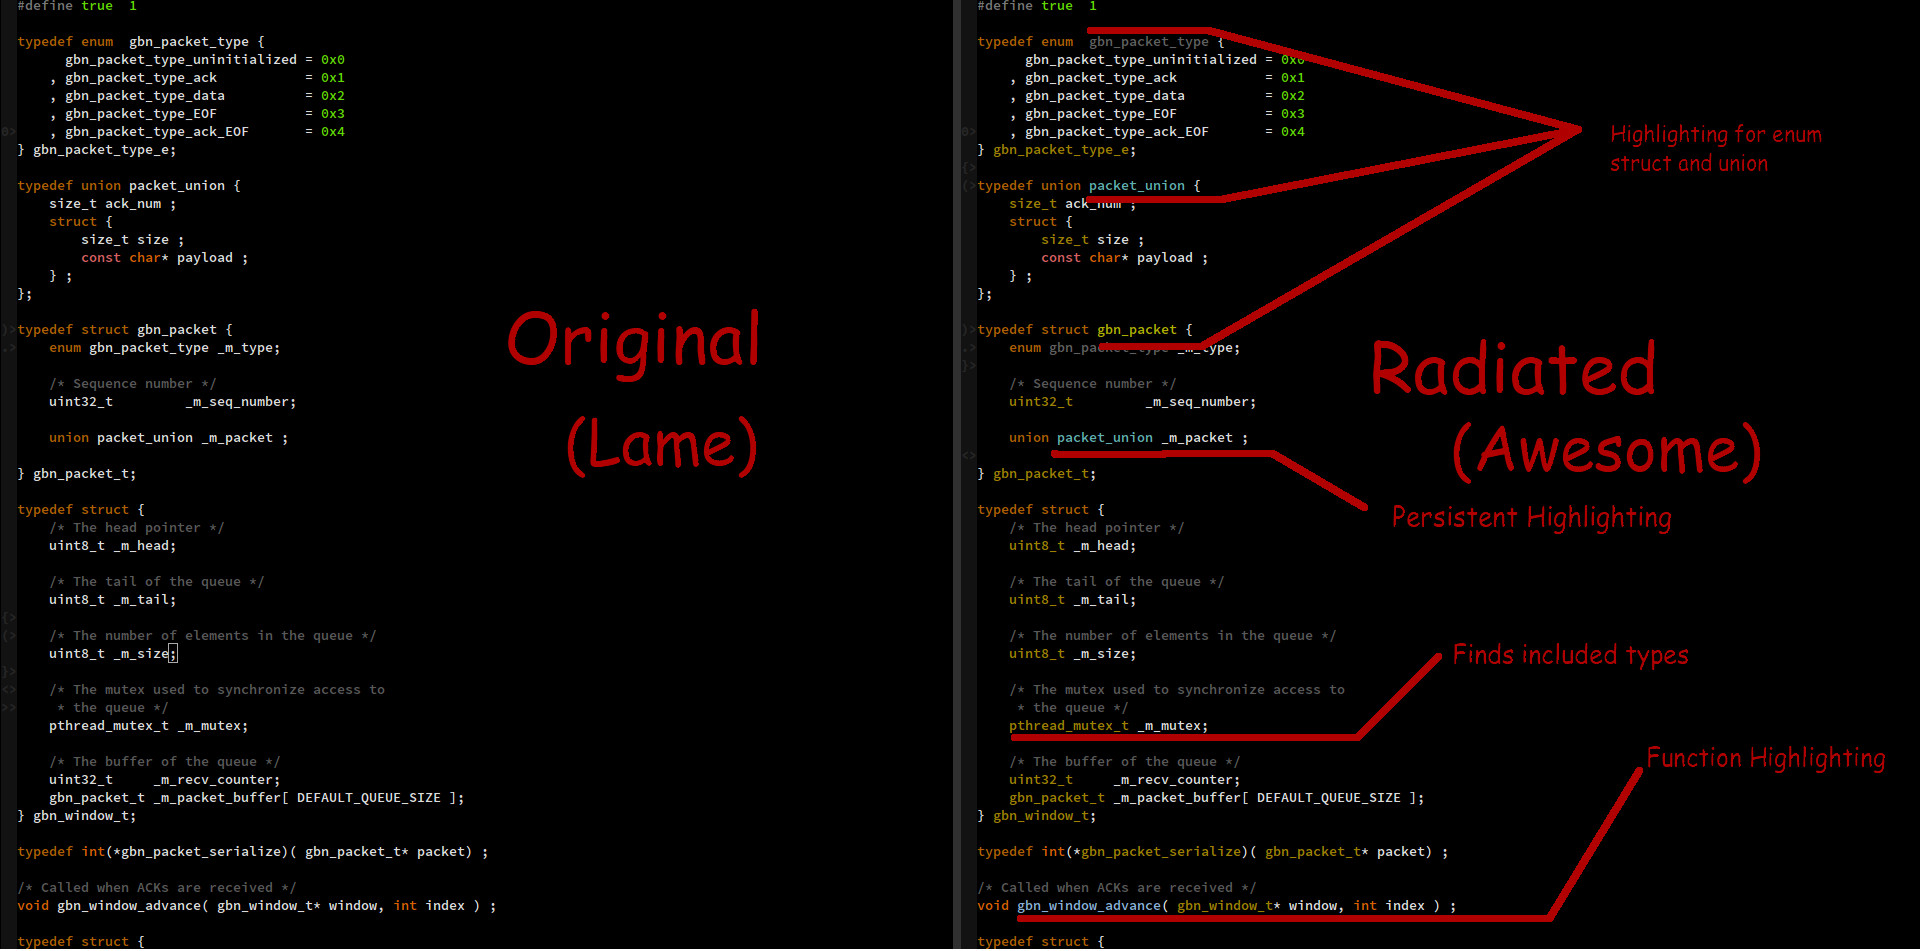 #define true  1
typedef enum  gbn_packet_type {
      gbn_packet_type_uninitialized = 0x0
    , gbn_packet_type_ack           = 0x1
    , gbn_packet_type_data          = 0x2
    , gbn_packet_type_EOF           = 0x3
    , gbn_packet_type_ack_EOF       = 0x4
} gbn_packet_type_e;
typedef union packet_union {
    size_t ack_num ;
    struct {
        size_t size ;
        const char* payload ;
    } ;
};
typedef struct gbn_packet {
    enum gbn_packet_type _m_type;
    /* Sequence number */
    uint32_t         _m_seq_number;
    union packet_union _m_packet ;
} gbn_packet_t;
typedef struct {
    /* The head pointer */
    uint8_t _m_head;
    /* The tail of the queue */
    uint8_t _m_tail;
    /* The number of elements in the queue */
    uint8_t _m_size;
    /* The mutex used to synchronize access to
     * the queue */
    pthread_mutex_t _m_mutex;
    /* The buffer of the queue */
    uint32_t     _m_recv_counter;
    gbn_packet_t _m_packet_buffer[ DEFAULT_QUEUE_SIZE ];
} gbn_window_t;
typedef int(*gbn_packet_serialize)( gbn_packet_t* packet) ;
/* Called when ACKs are received */
void gbn_window_advance( gbn_window_t* window, int index ) ;
typedef struct {
Original
(Lame)
#define true  1
typedef enum  gbn_packet_type {
      gbn_packet_type_uninitialized = 0x0
    , gbn_packet_type_ack           = 0x1
    , gbn_packet_type_data          = 0x2
    , gbn_packet_type_EOF           = 0x3
    , gbn_packet_type_ack_EOF       = 0x4
} gbn_packet_type_e;
typedef union packet_union {
    size_t ack_num ;
    struct {
        size_t size ;
        const char* payload ;
    } ;
};
typedef struct gbn_packet {
    enum gbn_packet_type _m_type;
    /* Sequence number */
    uint32_t         _m_seq_number;
    union packet_union _m_packet ;
} gbn_packet_t;
typedef struct {
    /* The head pointer */
    uint8_t _m_head;
    /* The tail of the queue */
    uint8_t _m_tail;
    /* The number of elements in the queue */
    uint8_t _m_size;
    /* The mutex used to synchronize access to
     * the queue */
    pthread_mutex_t _m_mutex;
    /* The buffer of the queue */
    uint32_t     _m_recv_counter;
    gbn_packet_t _m_packet_buffer[ DEFAULT_QUEUE_SIZE ];
} gbn_window_t;
typedef int(*gbn_packet_serialize)( gbn_packet_t* packet) ;
/* Called when ACKs are received */
void gbn_window_advance( gbn_window_t* window, int index ) ;
typedef struct {
Highlighting for enum
struct and union
Radiated
(Awesome)
Persistent Highlighting
Finds included types
Function Highlighting